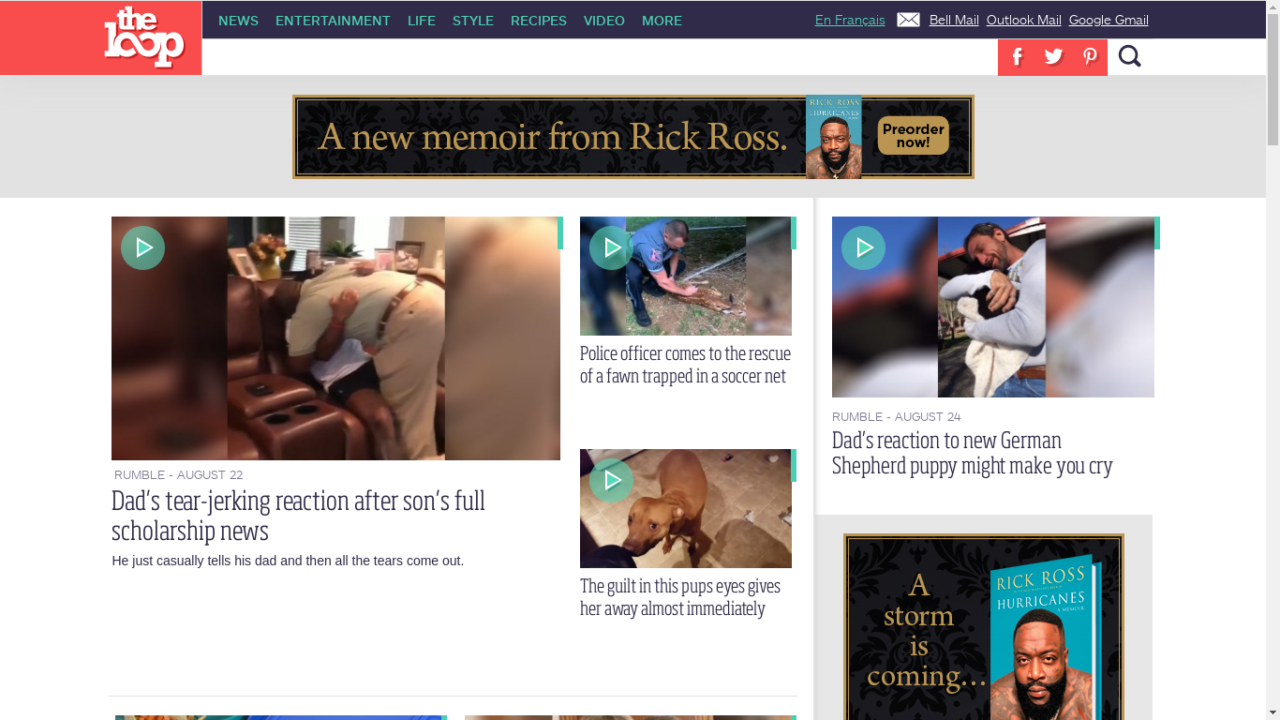 the loop
NEWS ENTERTAINMENT LIFE STYLE RECIPES VIDEO MORE
En Français Bell Mail Outlook Mail Google Gmail
A new memoir from Rick Ross.
RICK ROSS
HURRICANES
Preorder
now!
RUMBLE - AUGUST 22
Dad's tear-jerking reaction after son's full
scholarship news
He just casually tells his dad and then all the tears come out.
Police officer comes to the rescue
of a fawn trapped in a soccer net
The guilt in this pups eyes gives
her away almost immediately
RUMBLE - AUGUST 24
Dad's reaction to new German
Shepherd puppy might make you cry
A
storm
is
coming...
RICK ROSS
HURRICANES
A MEMOIR